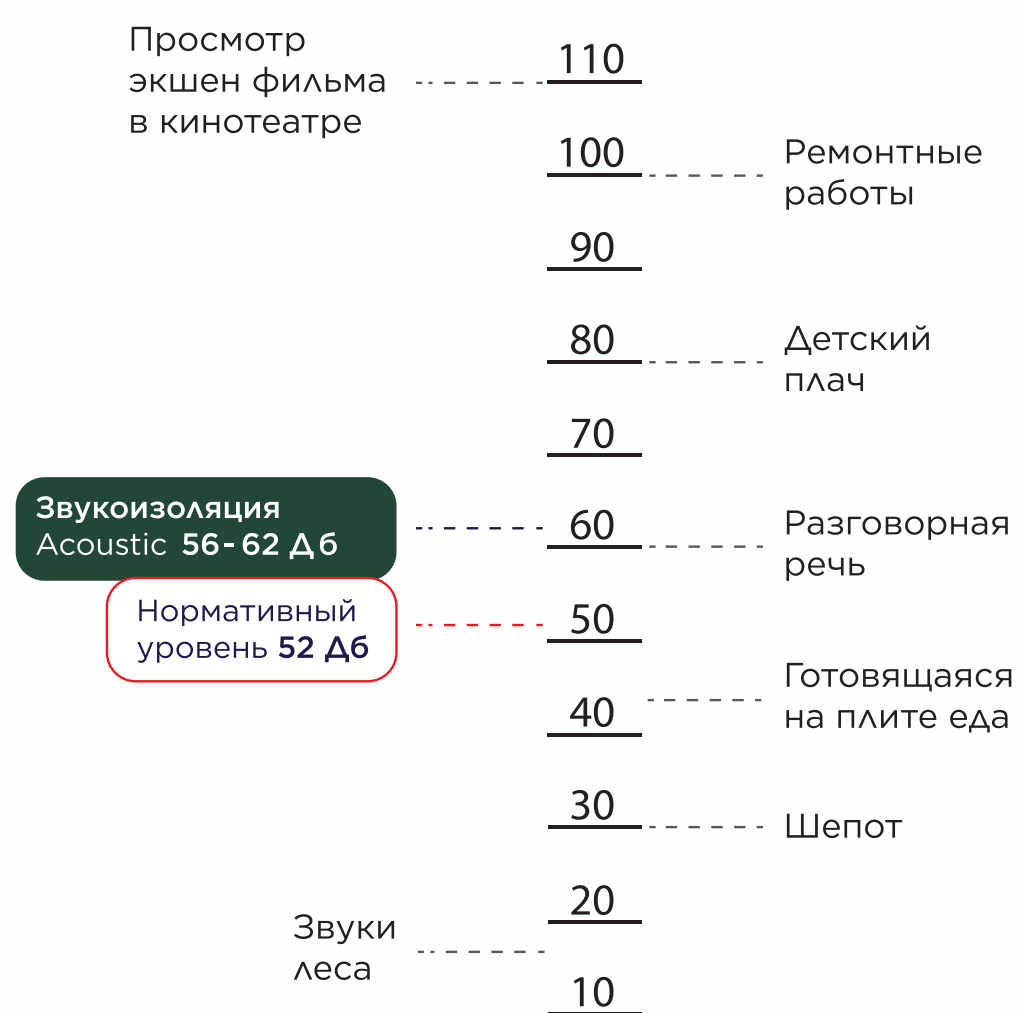 Просмотр
экшен фильма
в кинотеатре
110
100
Ремонтные
работы
90
80
Детский
плач
70
Звукоизоляция
Acoustic 56-62 Дб
60
Разговорная
речь
Нормативный
уровень 52 Дб
50
Готовящаяся
на плите еда
40
30
Шепот
20
Звуки
леса
10